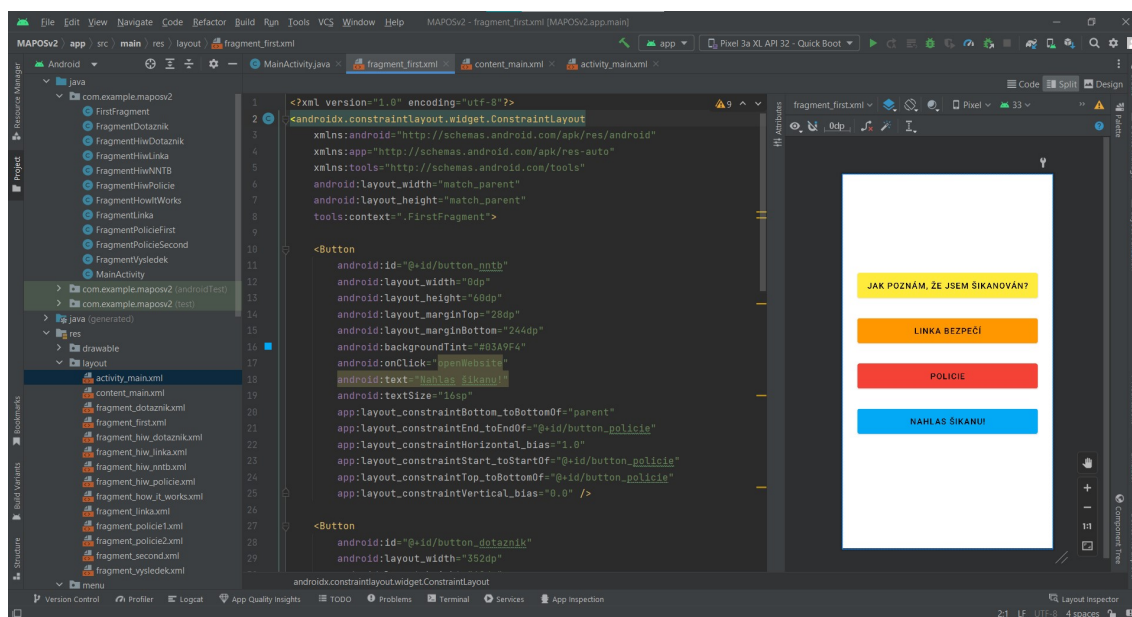 File Edit View Navigate Code Refactor Build Run Tools VCS Window Help MAPOSv2 - fragment_first.xml [MAPOSv2.app.main]
MAPOSv2 app src main res layout fragment_first.xml
app Pixel 3a XL API 32 - Quick Boot
Android
MainActivity.java fragment_first.xml content_main.xml activity_main.xml
Code Split Design
Resource Manager
Project
Bookmarks
Build Variants
Structure
java
com.example.maposv2
FirstFragment
FragmentDotaznik
FragmentHiwDotaznik
FragmentHiwLinka
FragmentHiwNNTB
FragmentHiwPolicie
FragmentHowItWorks
FragmentLinka
FragmentPolicieFirst
FragmentPolicieSecond
FragmentVysledek
MainActivity
com.example.maposv2 (androidTest)
com.example.maposv2 (test)
java (generated)
res
drawable
layout
activity_main.xml
content_main.xml
fragment_dotaznik.xml
fragment_first.xml
fragment_hiw_dotaznik.xml
fragment_hiw_linka.xml
fragment_hiw_nntb.xml
fragment_hiw_policie.xml
fragment_how_it_works.xml
fragment_linka.xml
fragment_policie1.xml
fragment_policie2.xml
fragment_second.xml
fragment_vysledek.xml
menu
9
1 <?xml version="1.0" encoding="utf-8"?>
2 <androidx.constraintlayout.widget.ConstraintLayout
3 xmlns:android="http://schemas.android.com/apk/res/android"
4 xmlns:app="http://schemas.android.com/apk/res-auto"
5 xmlns:tools="http://schemas.android.com/tools"
6 android:layout_width="match_parent"
7 android:layout_height="match_parent"
8 tools:context=".FirstFragment">
9
10 <Button
11 android:id="@+id/button_nntb"
12 android:layout_width="0dp"
13 android:layout_height="60dp"
14 android:layout_marginTop="28dp"
15 android:layout_marginBottom="244dp"
16 android:backgroundTint="#03A9F4"
17 android:onClick="openWebsite"
18 android:text="Nahlas šikanu!"
19 android:textSize="16sp"
20 app:layout_constraintBottom_toBottomOf="parent"
21 app:layout_constraintEnd_toEndOf="@+id/button_policie"
22 app:layout_constraintHorizontal_bias="1.0"
23 app:layout_constraintStart_toStartOf="@+id/button_policie"
24 app:layout_constraintTop_toBottomOf="@+id/button_policie"
25 app:layout_constraintVertical_bias="0.0" />
26
27 <Button
28 android:id="@+id/button_dotaznik"
29 android:layout_width="352dp"
androidx.constraintlayout.widget.ConstraintLayout
Attributes
fragment_first.xml Pixel 33
0dp
Palette
JAK POZNÁM, ŽE JSEM ŠIKANOVÁN?
LINKA BEZPEČÍ
POLICIE
NAHLAS ŠIKANU!
1:1
Component Tree
Version Control Profiler Logcat App Quality Insights TODO Problems Terminal Services App Inspection Layout Inspector
2:1 LF UTF-8 4 spaces